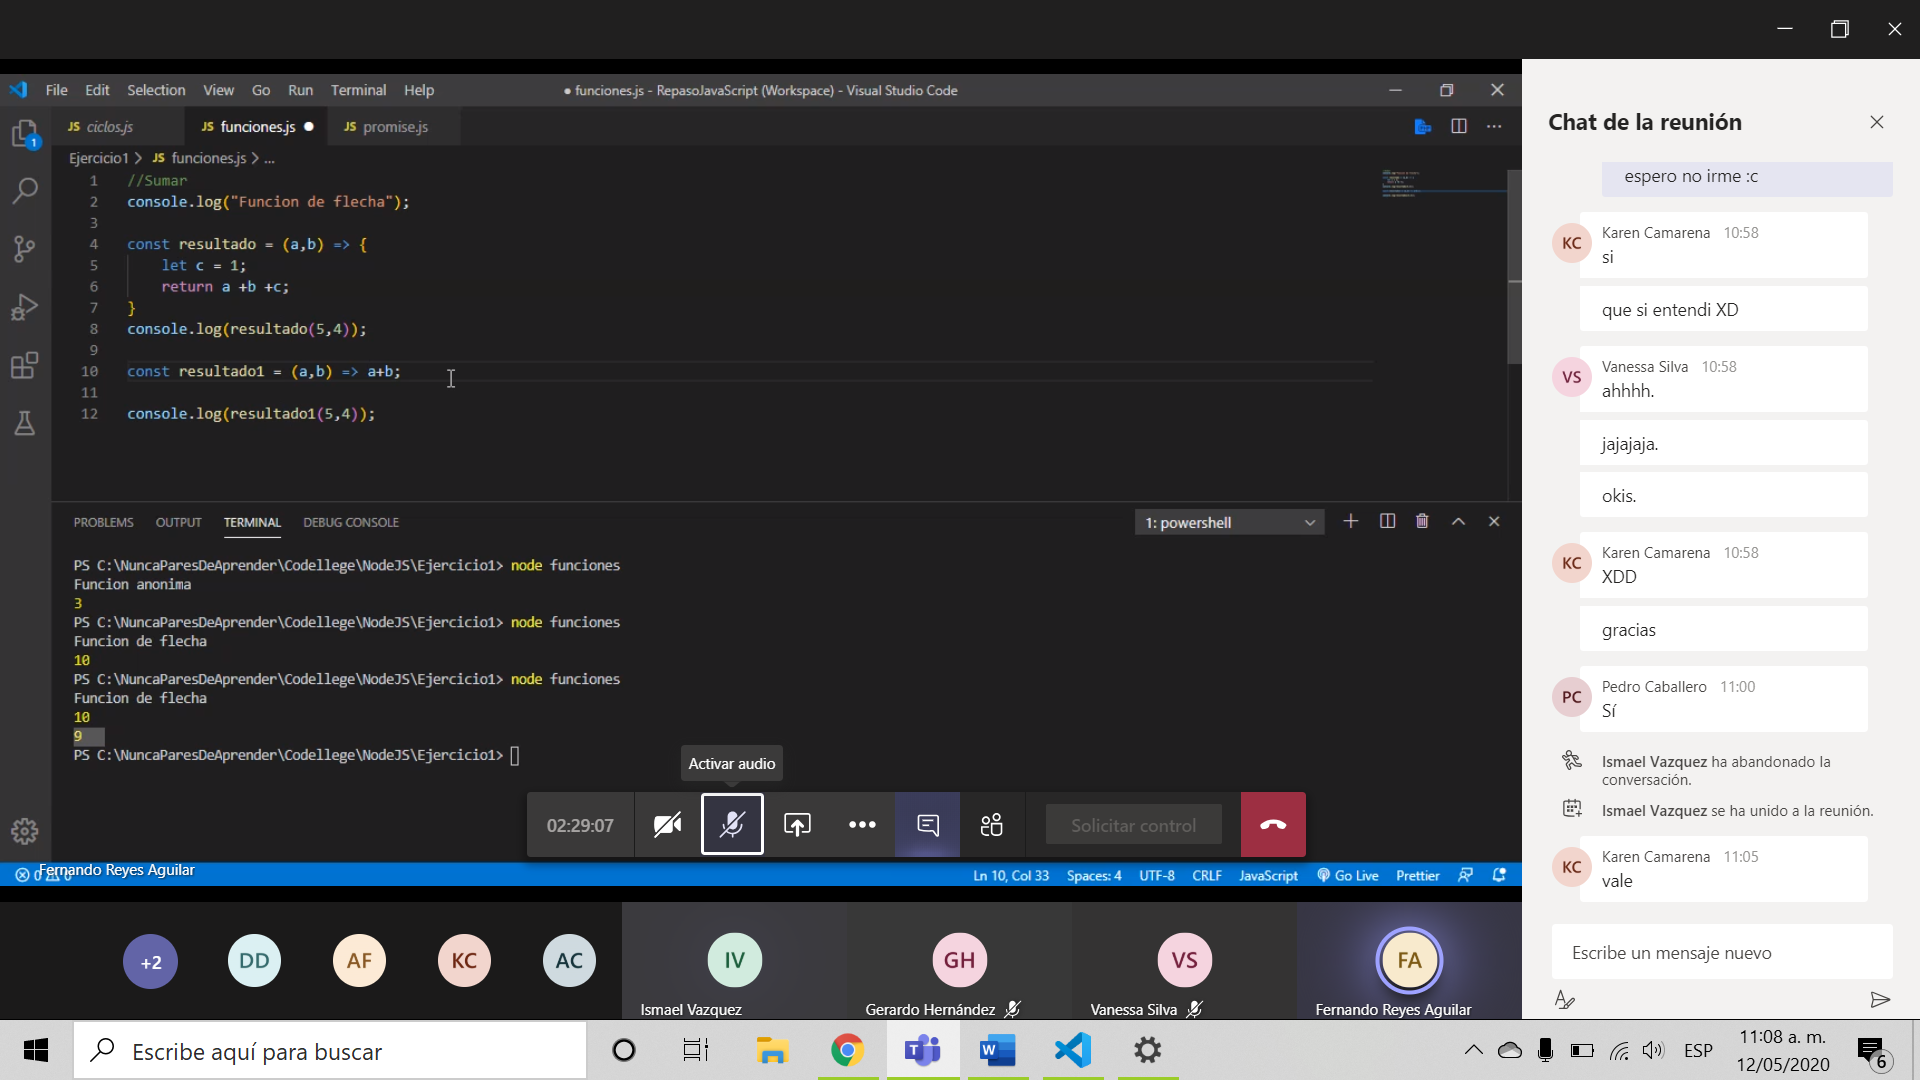 File Edit Selection View Go Run Terminal Help
● funciones.js - RepasoJavaScript (Workspace) - Visual Studio Code
JS ciclos.js
JS funciones.js ●
JS promise.js
1
Ejercicio1 > JS funciones.js > ...
1 //Sumar
2 console.log("Funcion de flecha");
3
4 const resultado = (a,b) => {
5 let c = 1;
6 return a +b +c;
7 }
8 console.log(resultado(5,4));
9
10 const resultado1 = (a,b) => a+b;
11
12 console.log(resultado1(5,4));
PROBLEMS OUTPUT TERMINAL DEBUG CONSOLE
1: powershell
PS C:\NuncaParesDeAprender\Codellege\NodeJS\Ejercicio1> node funciones
Funcion anonima
3
PS C:\NuncaParesDeAprender\Codellege\NodeJS\Ejercicio1> node funciones
Funcion de flecha
10
PS C:\NuncaParesDeAprender\Codellege\NodeJS\Ejercicio1> node funciones
Funcion de flecha
10
9
PS C:\NuncaParesDeAprender\Codellege\NodeJS\Ejercicio1>
Activar audio
02:29:07
Solicitar control
Fernando Reyes Aguilar
Ln 10, Col 33 Spaces: 4 UTF-8 CRLF JavaScript Go Live Prettier
+2 DD AF KC AC IV GH VS FA
Ismael Vazquez
Gerardo Hernández
Vanessa Silva
Fernando Reyes Aguilar
Chat de la reunión
espero no irme :c
KC
Karen Camarena 10:58
si
que si entendi XD
VS
Vanessa Silva 10:58
ahhhh.
jajajaja.
okis.
KC
Karen Camarena 10:58
XDD
gracias
PC
Pedro Caballero 11:00
Sí
Ismael Vazquez ha abandonado la
conversación.
Ismael Vazquez se ha unido a la reunión.
KC
Karen Camarena 11:05
vale
Escribe un mensaje nuevo
Escribe aquí para buscar
ESP
11:08 a. m.
12/05/2020
6